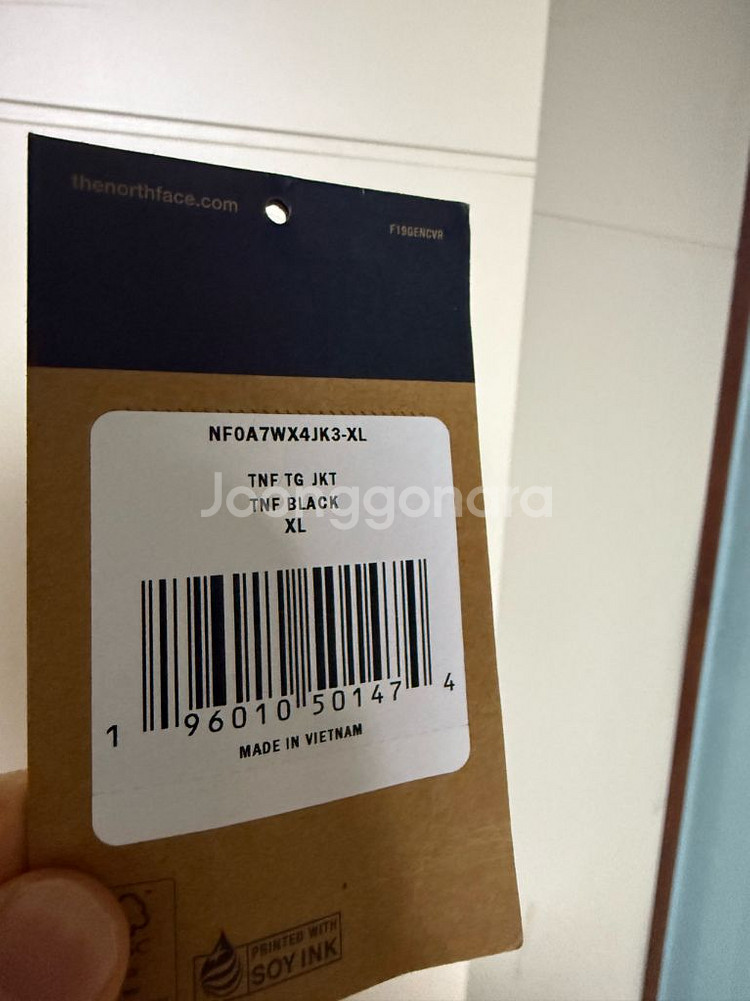 thenorthface.com
F19GENCVR
NF0A7WX4JK3-XL
TNF TG JKT
TNF BLACK
XL
Joonggonara
1 96010 50147 4
MADE IN VIETNAM
PRINTED WITH
SOY INK